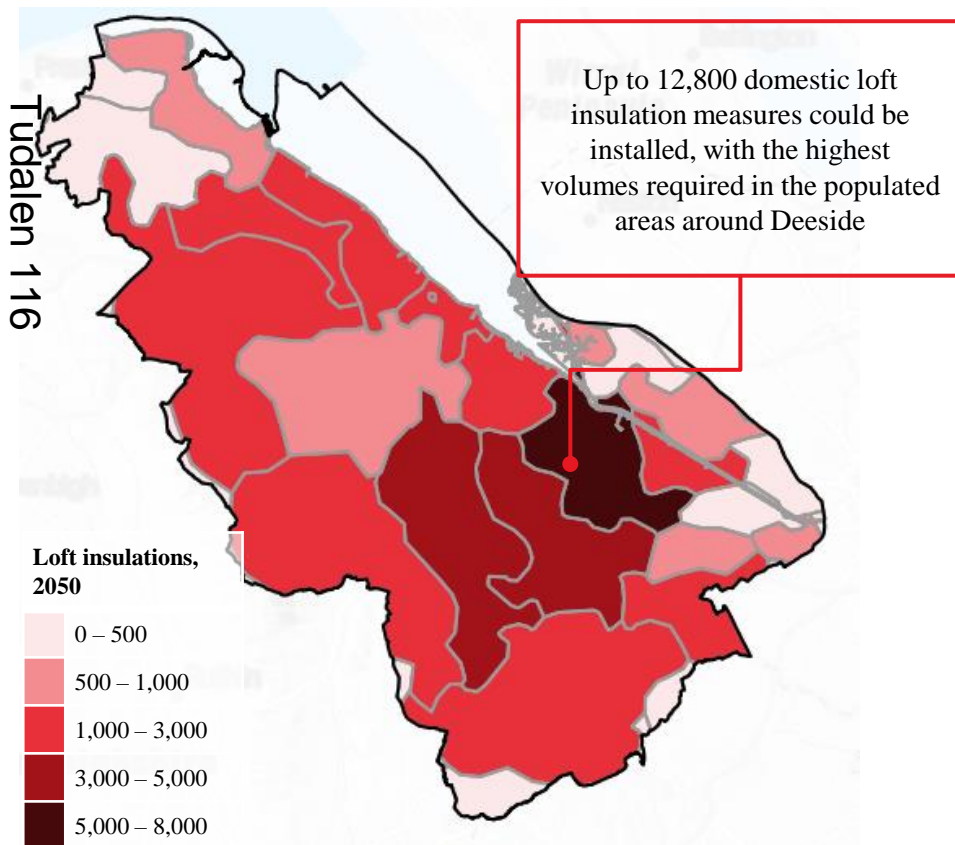 Tudalen 116
Up to 12,800 domestic loft
insulation measures could be
installed, with the highest
volumes required in the populated
areas around Deeside
Loft insulations,
2050
0 – 500
500 – 1,000
1,000 – 3,000
3,000 – 5,000
5,000 – 8,000